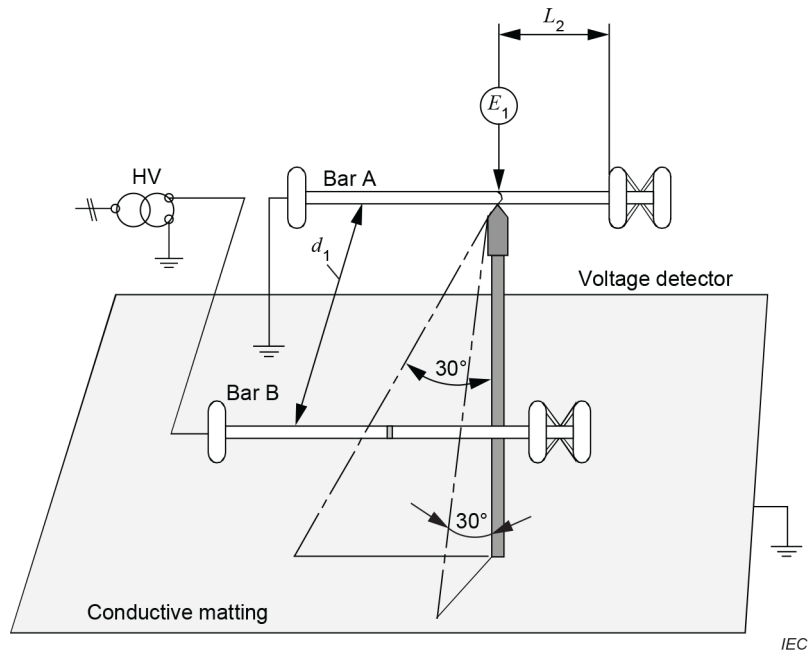 L2
E1
HV
Bar A
d1
Voltage detector
30°
Bar B
30°
Conductive matting
IEC